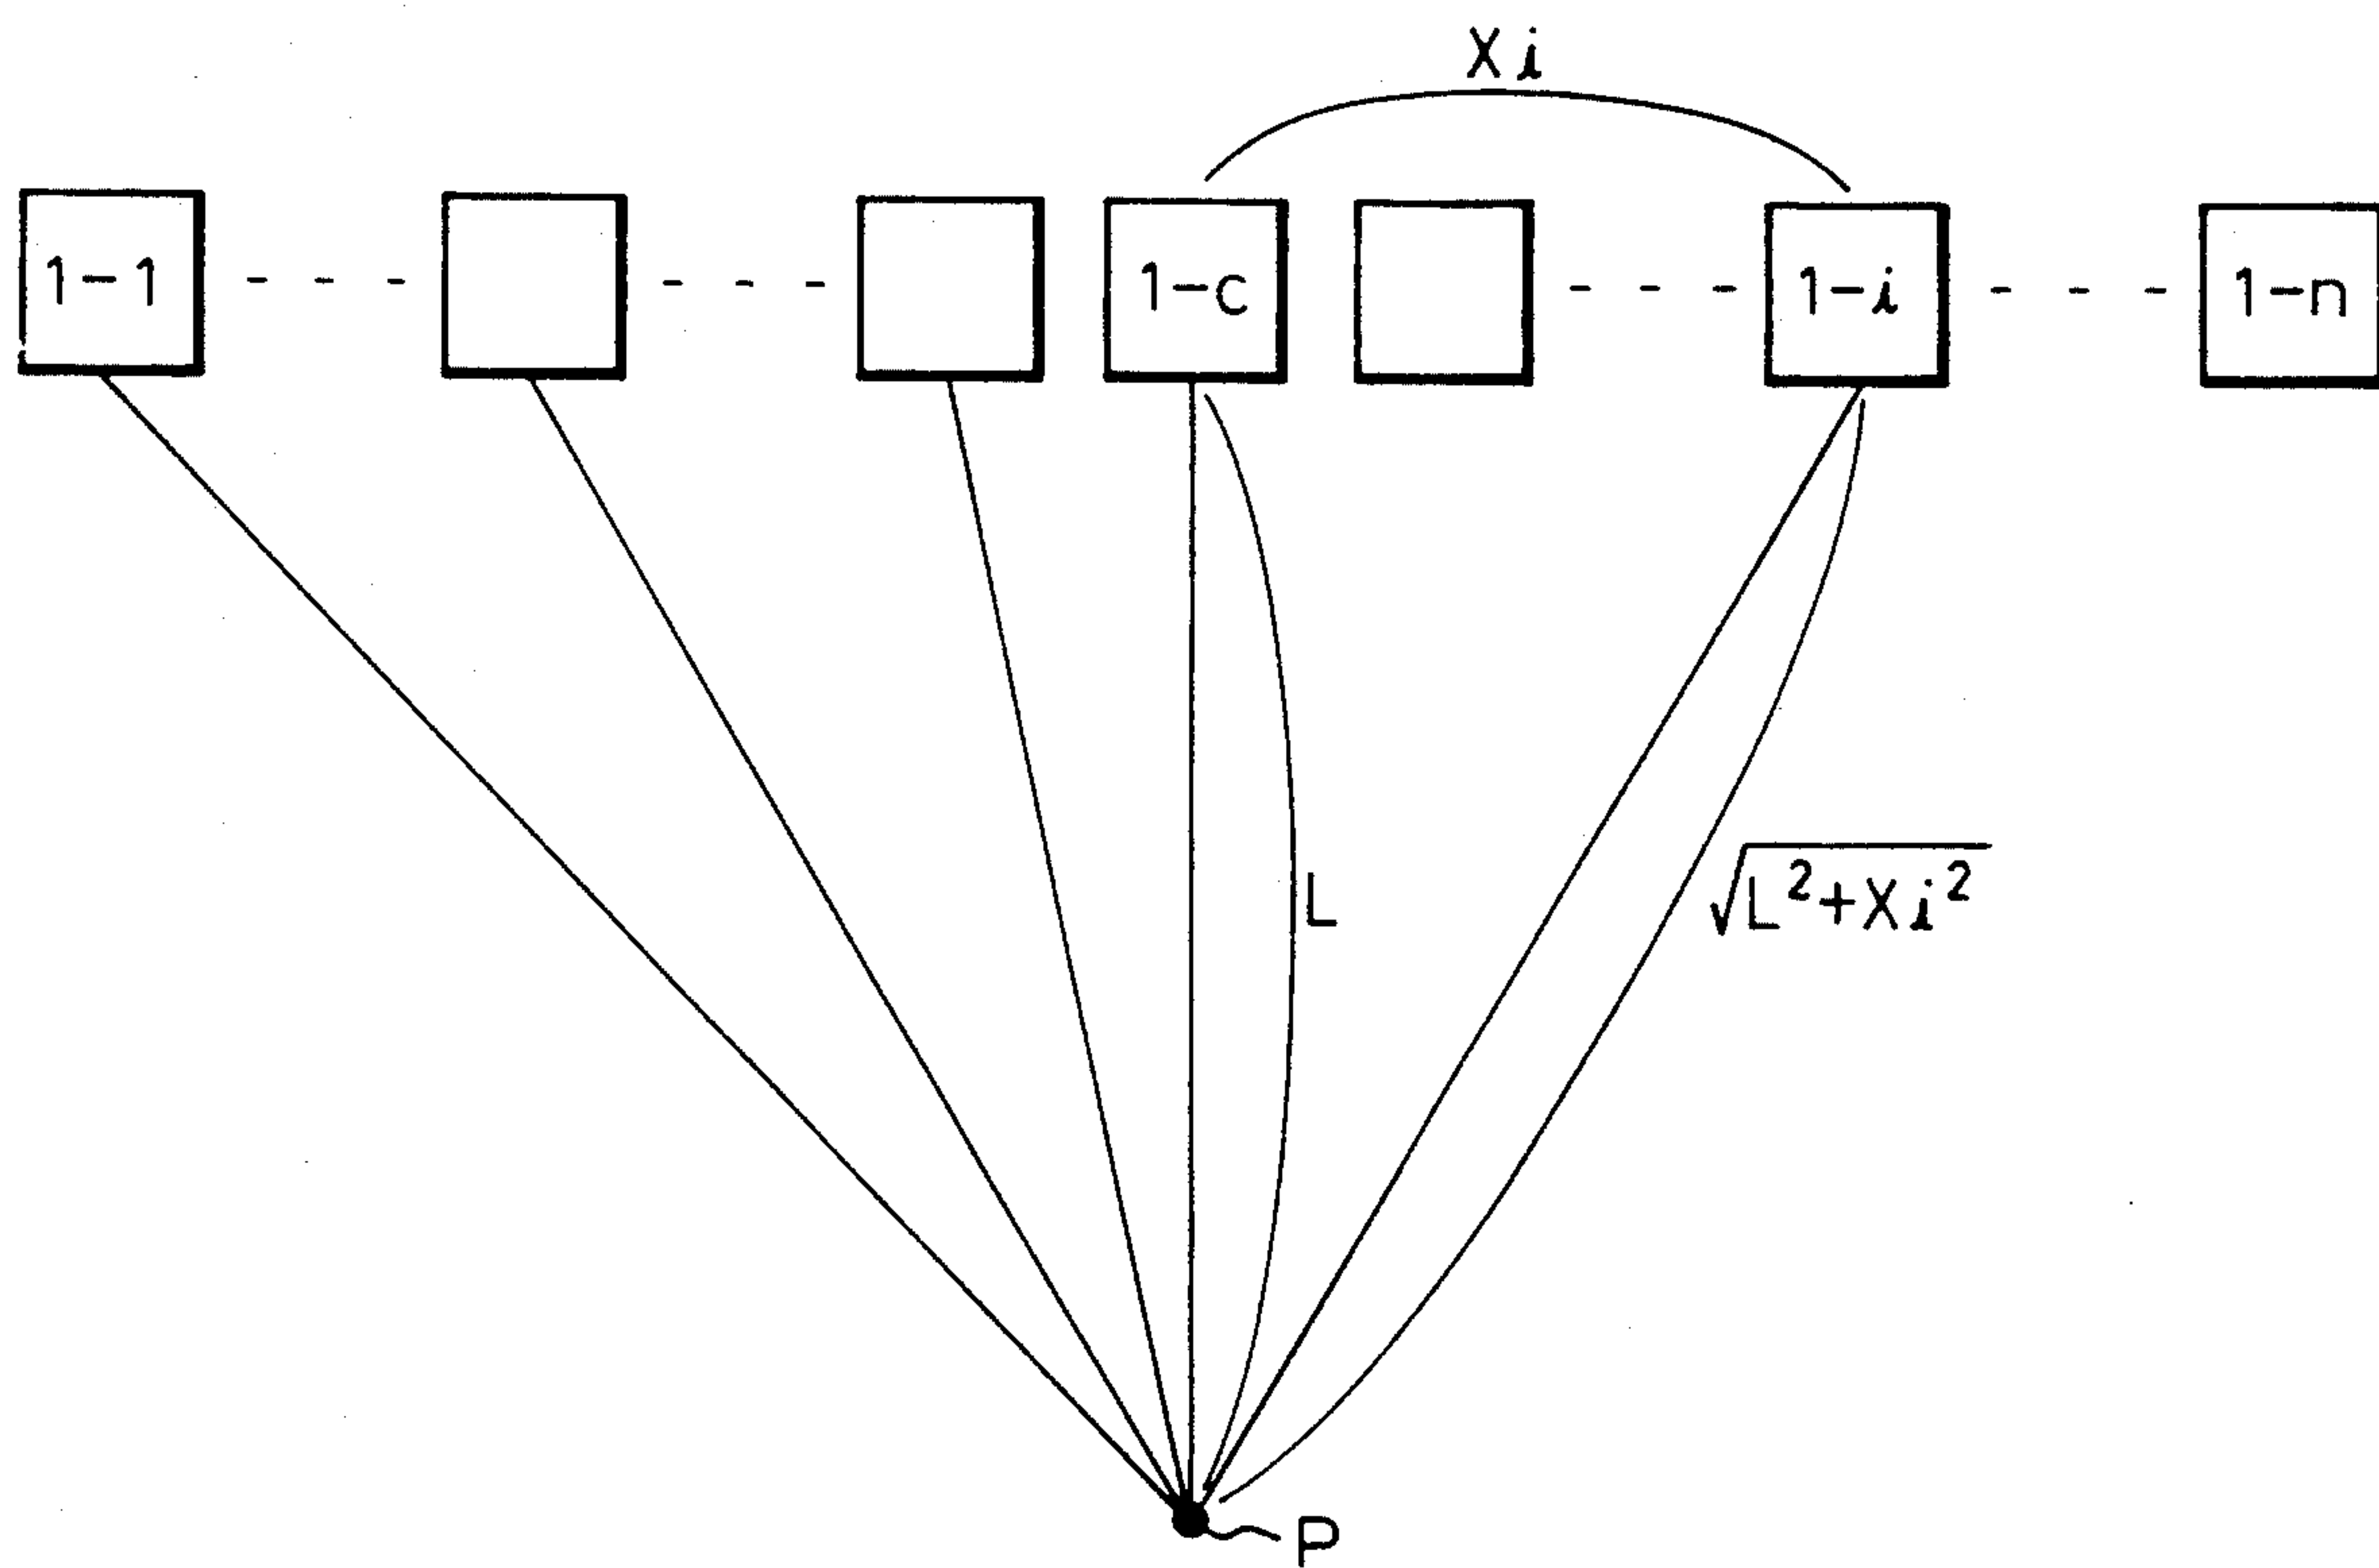 Xi
1-1 - - - - - - 1-c - - - 1-i - - - 1-n
L
√L²+Xi²
P